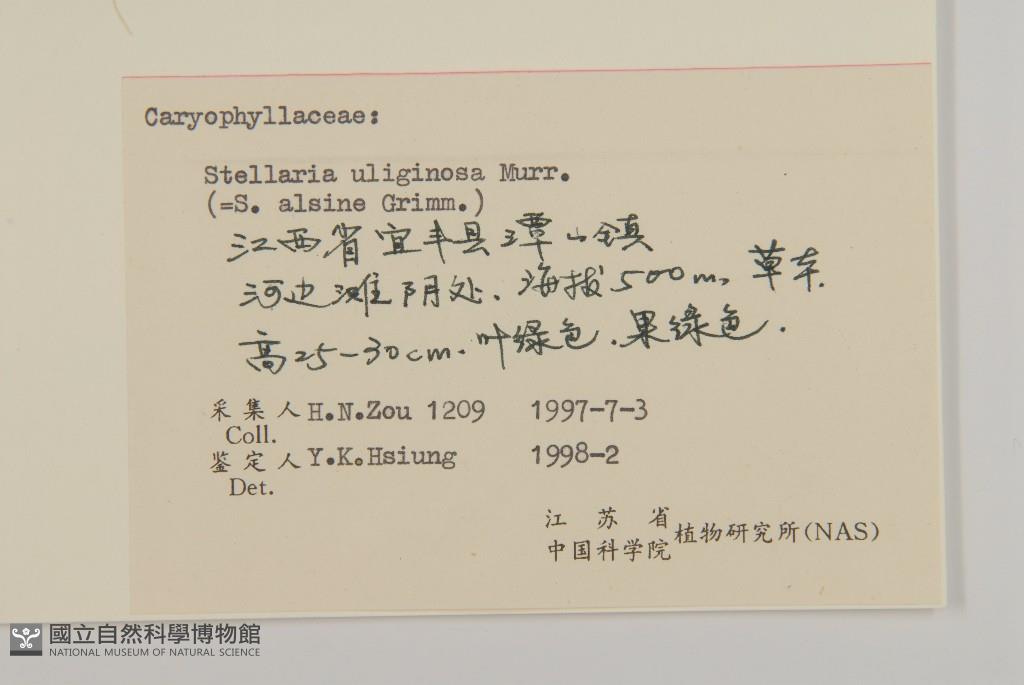 Caryophyllaceae:
Stellaria uliginosa Murr.
(=S. alsine Grimm.)
江西省宜丰县潭山镇
河边滩阴处、海拔500m, 草本.
高25-30cm.叶绿色.果绿色.
采集人 H.N.Zou 1209 1997-7-3
Coll.
鉴定人 Y.K.Hsiung 1998-2
Det.
江苏省
中国科学院植物研究所(NAS)
國立自然科學博物館
NATIONAL MUSEUM OF NATURAL SCIENCE